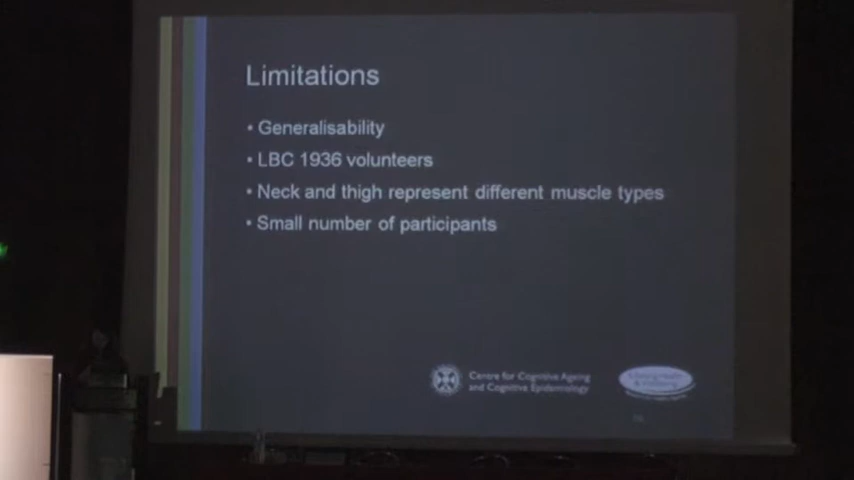 Limitations
• Generalisability
• LBC 1936 volunteers
• Neck and thigh represent different muscle types
• Small number of participants
Centre for Cognitive Ageing
and Cognitive Epidemiology